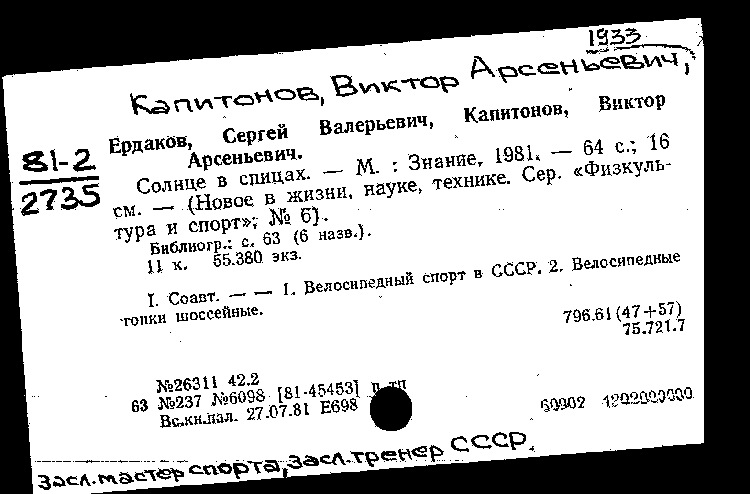 1933
Капитонов, Виктор Арсеньевич,
81-2
2735
Ердаков, Сергей Валерьевич, Капитонов, Виктор
Арсеньевич.
Солнце в спицах. — М. : Знание, 1981. — 64 с.; 16
см. — (Новое в жизни, науке, технике. Сер. «Физкуль-
тура и спорт»; № 6).
Библиогр.: с. 63 (6 назв.).
11 к. 55.380 экз.
I. Соавт. — — 1. Велосипедный спорт в СССР. 2. Велосипедные
гонки шоссейные.
796.61(47+57)
75.721.7
№26311 42.2
63 №237 №6098 [81-45453] п тп
Вс.кн.пал. 27.07.81 Е698
60902 4202000000
Засл.мастер спорта, засл.тренер СССР.